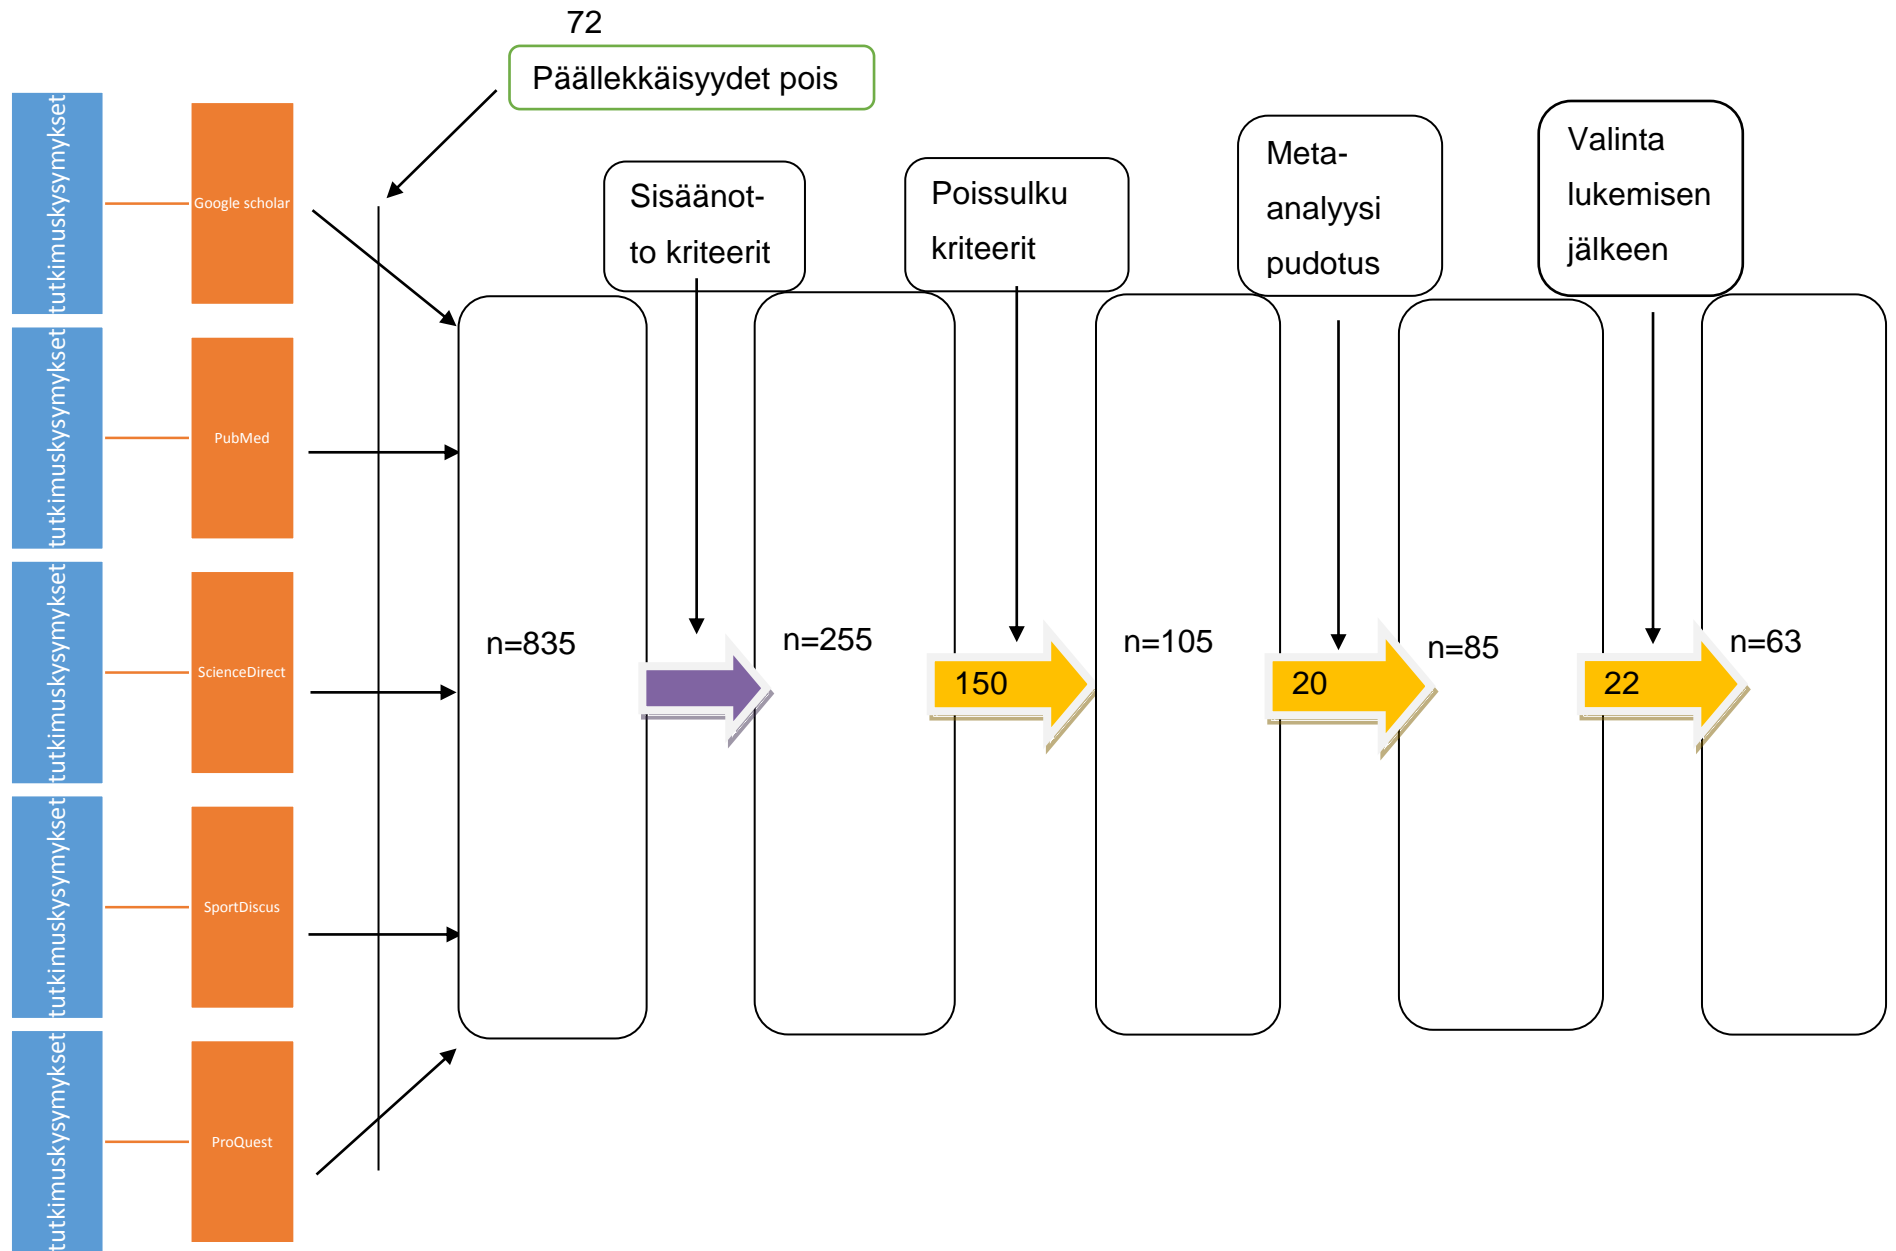 72
Päällekkäisyydet pois
tutkimuskysymykset
Google scholar
tutkimuskysymykset
PubMed
tutkimuskysymykset
ScienceDirect
tutkimuskysymykset
SportDiscus
tutkimuskysymykset
ProQuest
Sisäänot-
to kriteerit
Poissulku
kriteerit
Meta-
analyysi
pudotus
Valinta
lukemisen
jälkeen
n=835
n=255
150
n=105
20
n=85
22
n=63